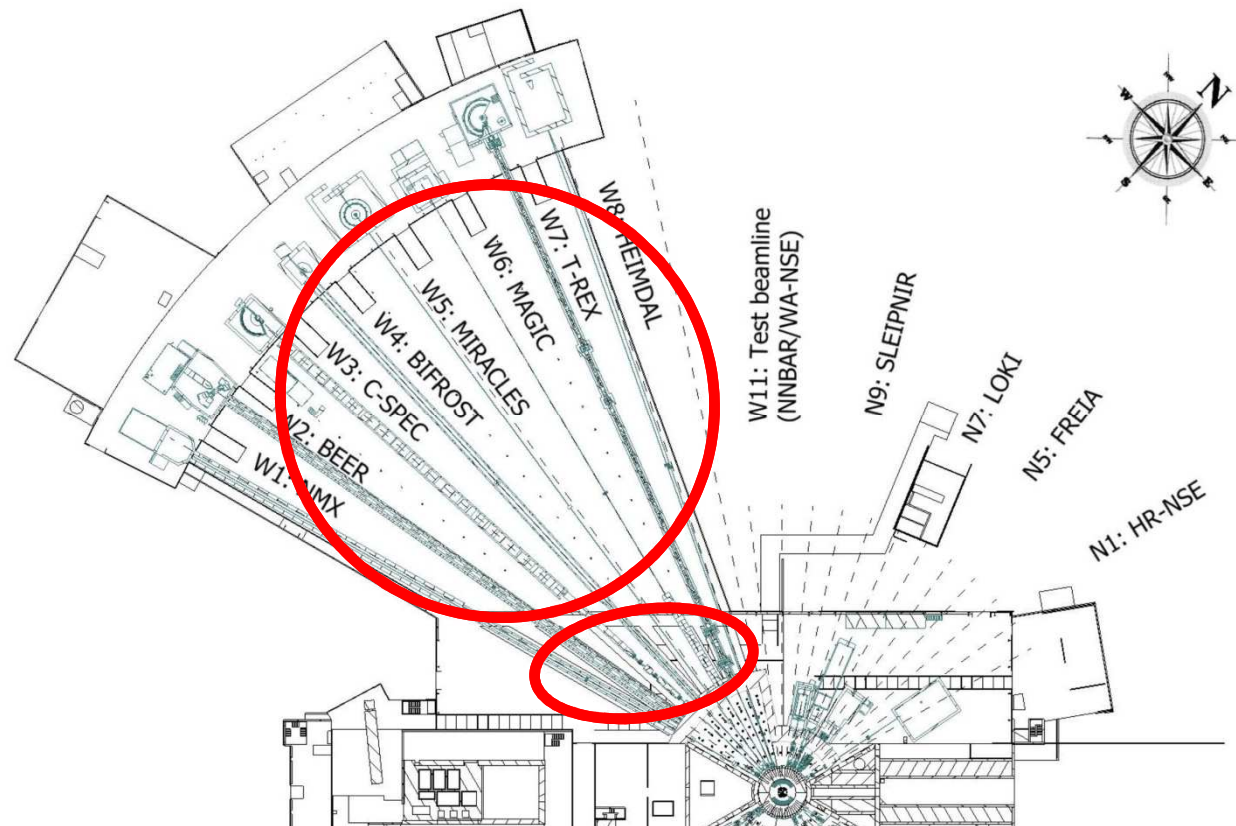 W1: NMX
W2: BEER
W3: C-SPEC
W4: BIFROST
W5: MIRACLES
W6: MAGIC
W7: T-REX
W8: HEIMDAL
W11: Test beamline
(NNBAR/WA-NSE)
N9: SLEIPNIR
N7: LOKI
N5: FREIA
N1: HR-NSE
N
E
S
W